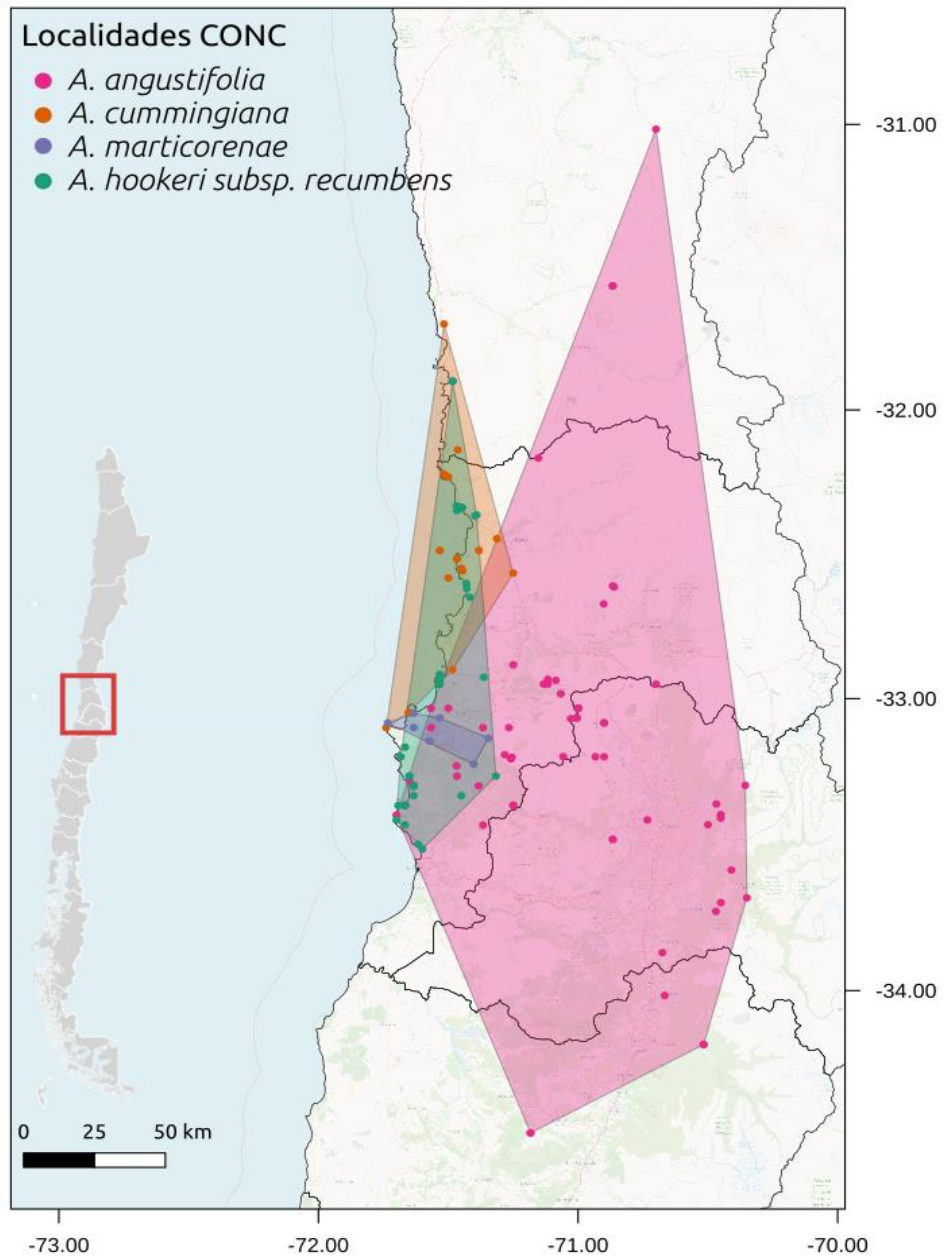 Localidades CONC
A. angustifolia
A. cummingiana
A. marticorenae
A. hookeri subsp. recumbens
-31.00
-32.00
-33.00
-34.00
0 25 50 km
-73.00 -72.00 -71.00 -70.00